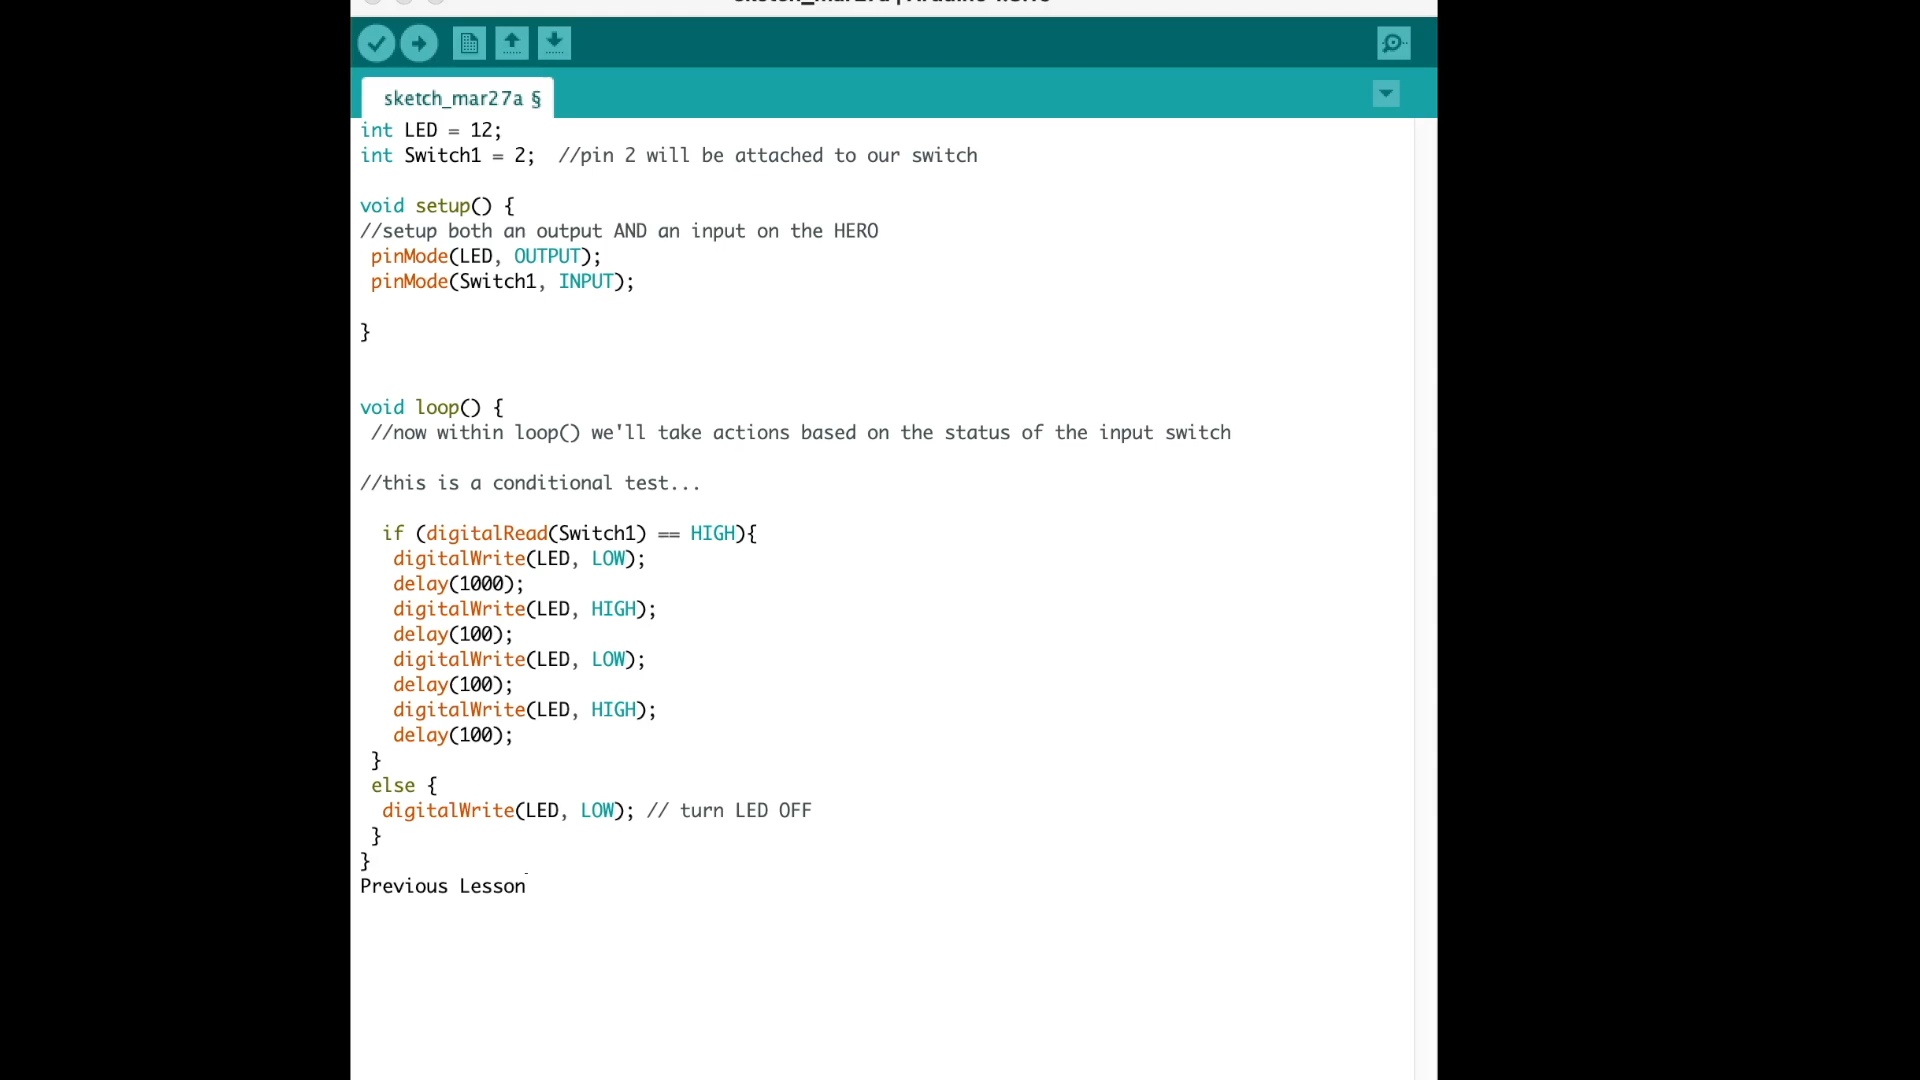 sketch_mar27a §
int LED = 12;
int Switch1 = 2;  //pin 2 will be attached to our switch
void setup() {
//setup both an output AND an input on the HERO
pinMode(LED, OUTPUT);
pinMode(Switch1, INPUT);
}
void loop() {
//now within loop() we'll take actions based on the status of the input switch
//this is a conditional test...
if (digitalRead(Switch1) == HIGH){
digitalWrite(LED, LOW);
delay(1000);
digitalWrite(LED, HIGH);
delay(100);
digitalWrite(LED, LOW);
delay(100);
digitalWrite(LED, HIGH);
delay(100);
}
else {
digitalWrite(LED, LOW); // turn LED OFF
}
}
Previous Lesson